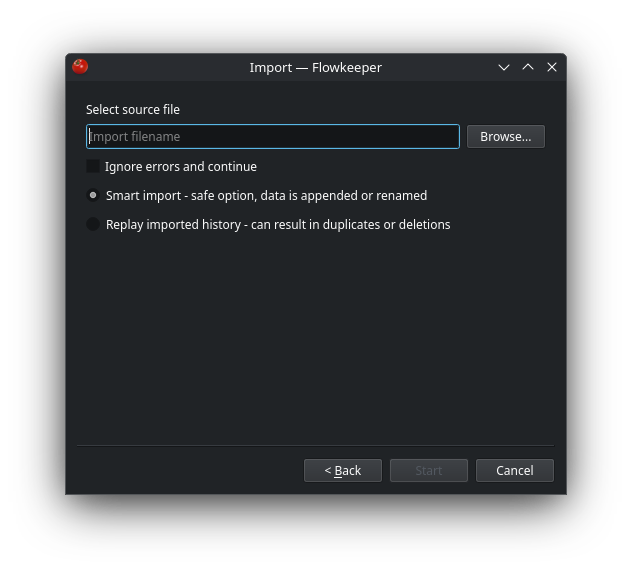 Import — Flowkeeper
Select source file
Import filename
Browse...
Ignore errors and continue
Smart import - safe option, data is appended or renamed
Replay imported history - can result in duplicates or deletions
< Back
Start
Cancel